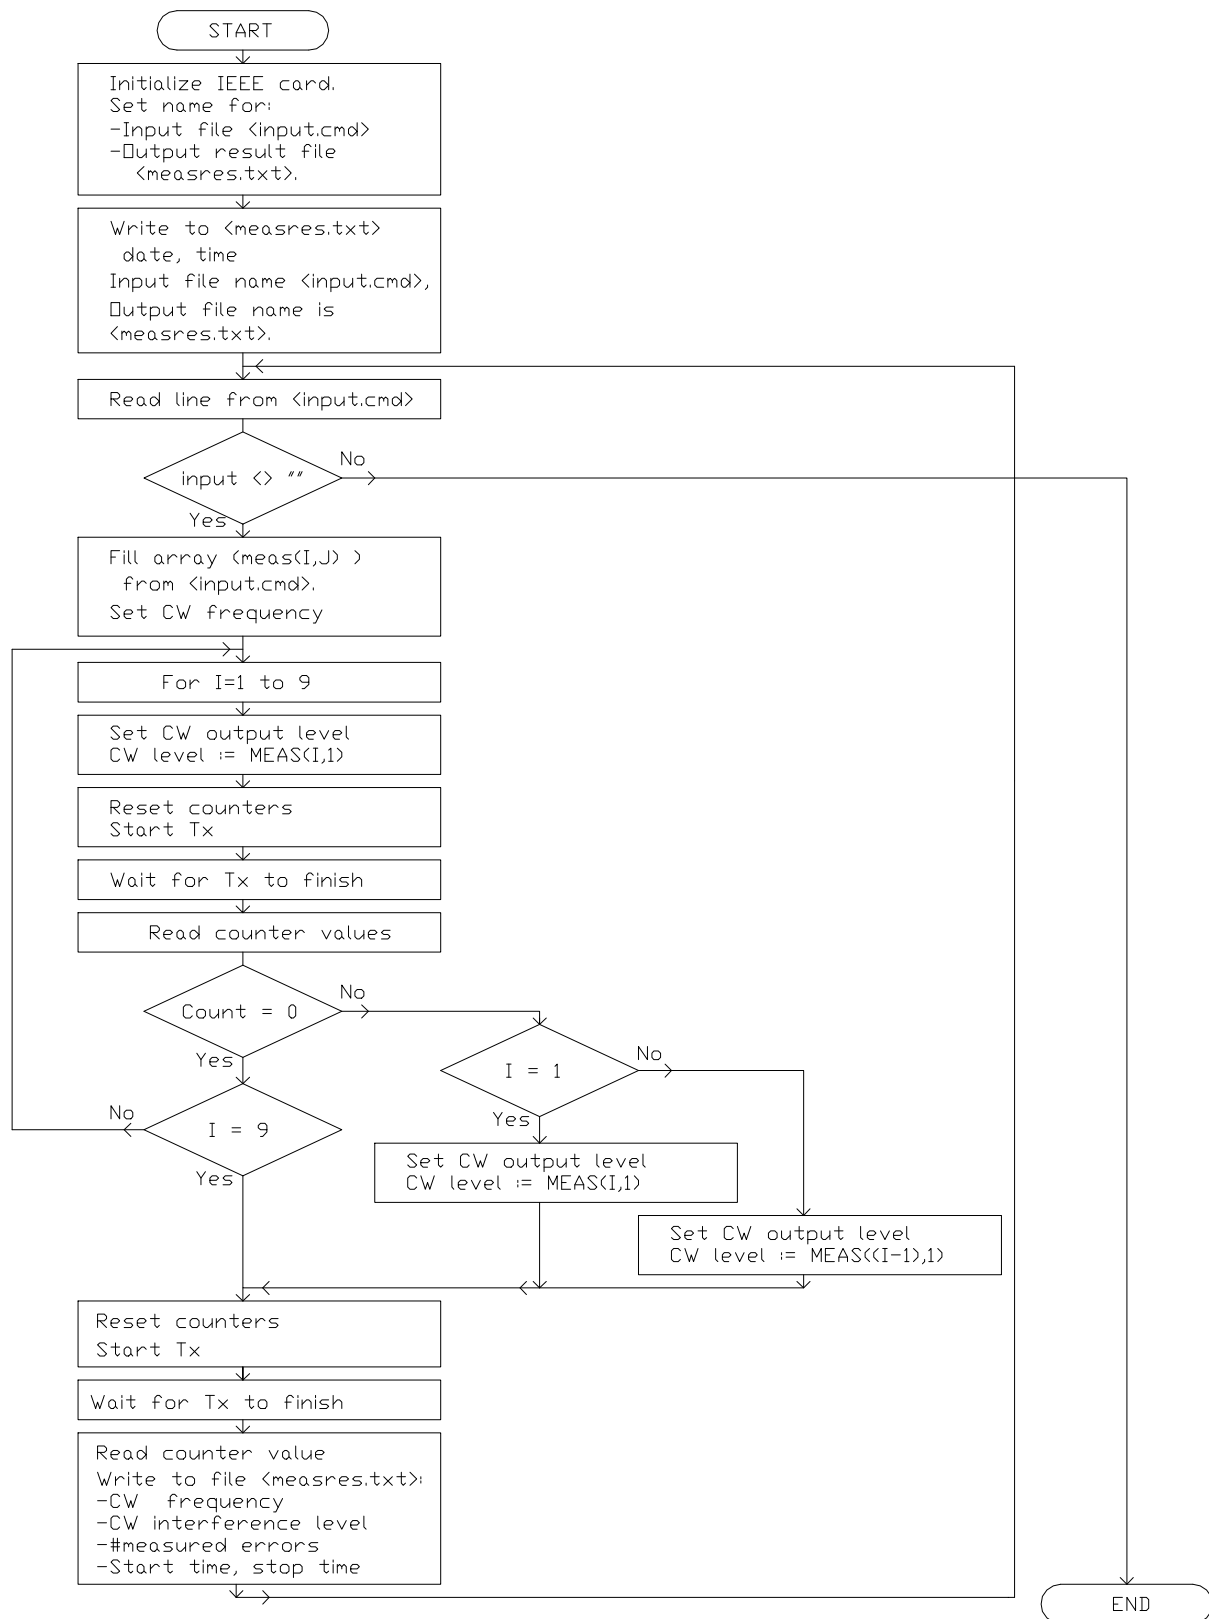 START
Initialize IEEE card.
Set name for:
-Input file <input.cmd>
-Output result file
<measres.txt>.
Write to <measres.txt>
date, time
Input file name <input.cmd>,
Output file name is
<measres.txt>.
Read line from <input.cmd>
No
input <> ""
Yes
Fill array (meas(I,J) )
from <input.cmd>.
Set CW frequency
For I=1 to 9
Set CW output level
CW level := MEAS(I,1)
Reset counters
Start Tx
Wait for Tx to finish
Read counter values
No
Count = 0
Yes
No
I = 1
Yes
No
I = 9
Yes
Set CW output level
CW level := MEAS(I,1)
Set CW output level
CW level := MEAS((I-1),1)
Reset counters
Start Tx
Wait for Tx to finish
Read counter value
Write to file <measres.txt>:
-CW frequency
-CW interference level
-#measured errors
-Start time, stop time
END